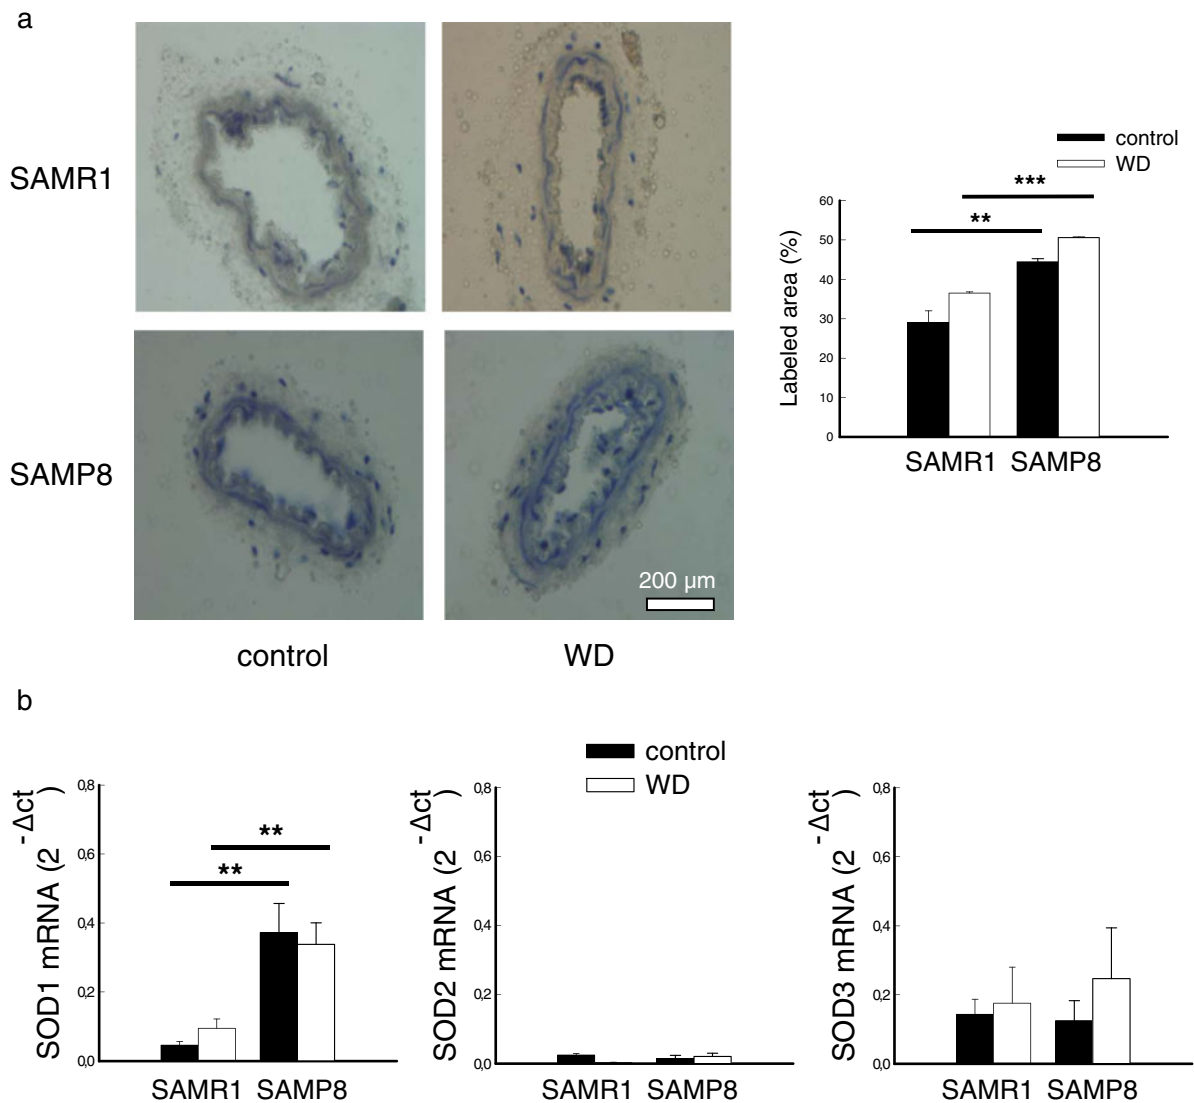 a
SAMR1
SAMP8
200 µm
control
WD
control
WD
***
**
Labeled area (%)
60
50
40
30
20
10
0
SAMR1 SAMP8
b
control
WD
SOD1 mRNA (2 -Δct)
0,8
0,6
0,4
0,2
0,0
**
**
SAMR1 SAMP8
SOD2 mRNA (2 -Δct)
0,8
0,6
0,4
0,2
0,0
SAMR1 SAMP8
SOD3 mRNA (2 -Δct)
0,8
0,6
0,4
0,2
0,0
SAMR1 SAMP8